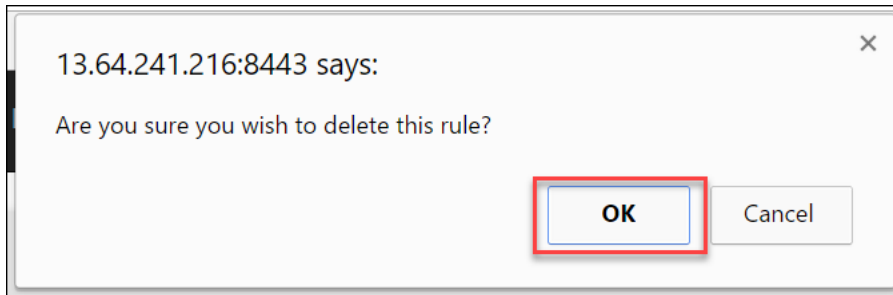 13.64.241.216:8443 says:
Are you sure you wish to delete this rule?
OK Cancel